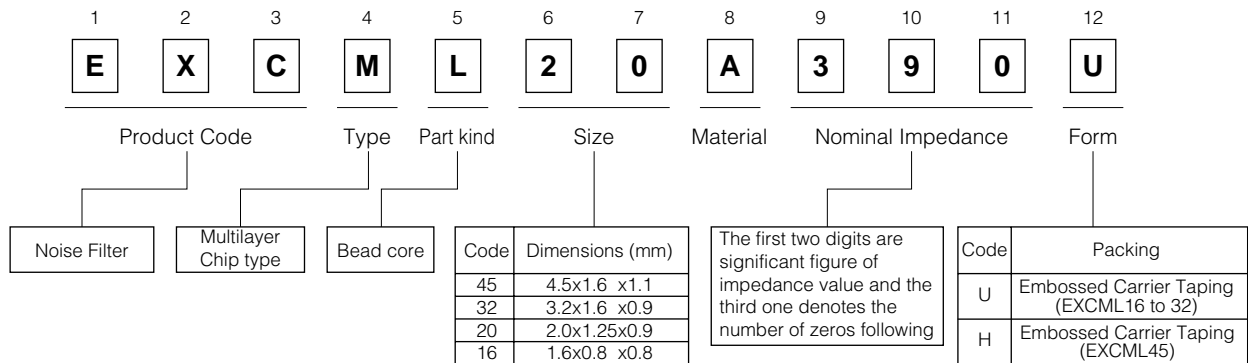 1 2 3 4 5 6 7 8 9 10 11 12
E X C M L 2 0 A 3 9 0 U
Product Code Type Part kind Size Material Nominal Impedance Form
Noise Filter
Multilayer
Chip type
Bead core
Code Dimensions (mm)
45 4.5x1.6 x1.1
32 3.2x1.6 x0.9
20 2.0x1.25x0.9
16 1.6x0.8 x0.8
The first two digits are
significant figure of
impedance value and the
third one denotes the
number of zeros following
Code Packing
U Embossed Carrier Taping
(EXCML16 to 32)
H Embossed Carrier Taping
(EXCML45)